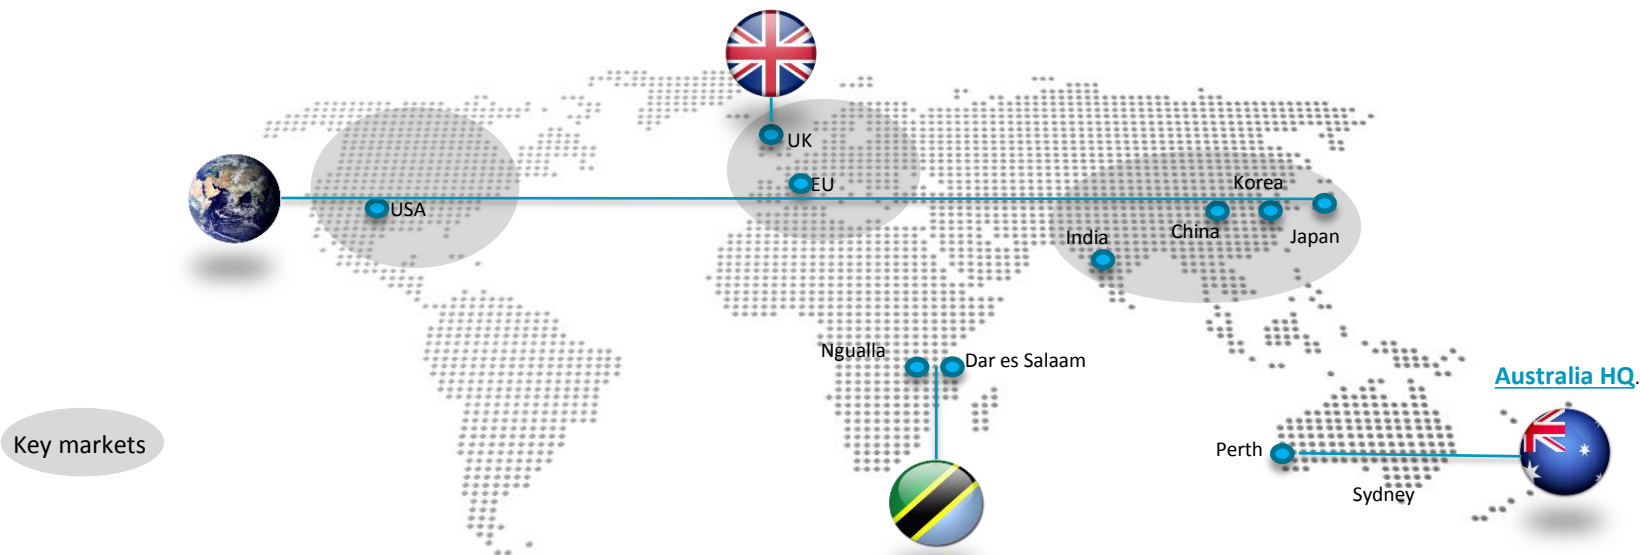 UK
EU
Korea
USA
China
Japan
India
Ngualla
Dar es Salaam
Australia HQ.
Key markets
Perth
Sydney